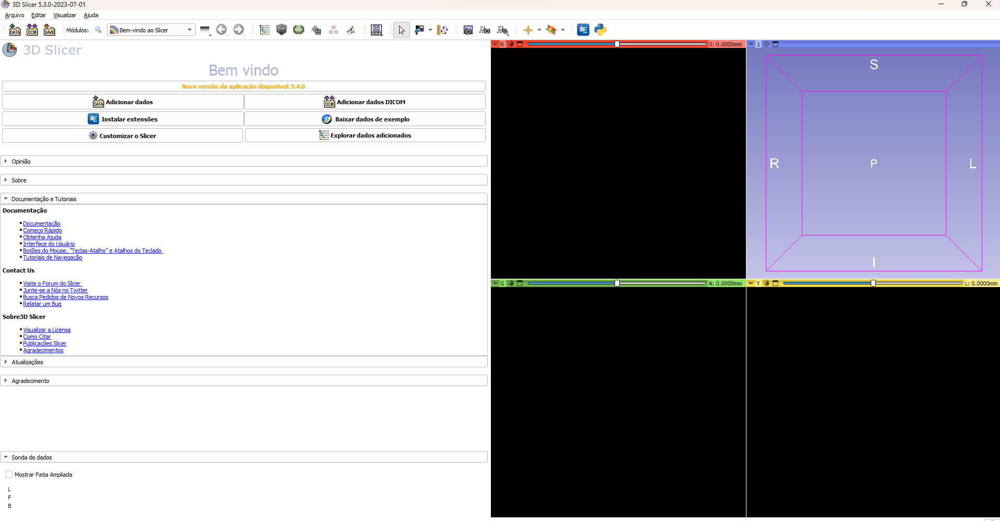 3D Slicer 5.3.0-2023-07-01
Arquivo Editar Visualizar Ajuda
DATA DCM SAVE Módulos: Bem-vindo ao Slicer
3D Slicer
Bem vindo
Nova versão da aplicação disponível: 5.4.0
DATA Adicionar dados
DCM Adicionar dados DICOM
Instalar extensões
Baixar dados de exemplo
Customizar o Slicer
Explorar dados adicionados
Opinião
Sobre
Documentação e Tutoriais
Documentação
Documentação
Começo Rápido
Obtenha Ajuda
Interface do Usuário
Botões do Mouse, "Teclas-Atalho" e Atalhos do Teclado
Tutoriais de Navegação
Contact Us
Visite o Forum do Slicer
Junte-se a Nós no Twitter
Busca Pedidos de Novos Recursos
Relatar um Bug
Sobre3D Slicer
Visualizar a Licensa
Como Citar
Publicações Slicer
Agradecimentos
Atualizações
Agradecimento
Sonda de dados
Mostrar Fatia Ampliada
L
F
B
R S: 0.0000mm
1
S
R P L
I
G A: 0.0000mm
Y L: 0.0000mm